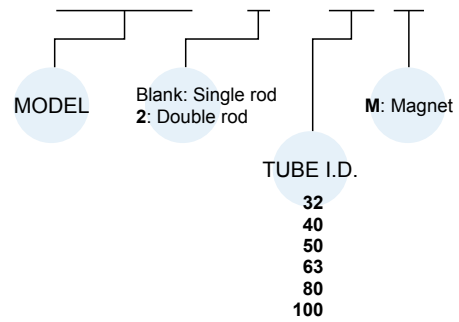 MODEL
Blank: Single rod
2: Double rod
M: Magnet
TUBE I.D.
32
40
50
63
80
100